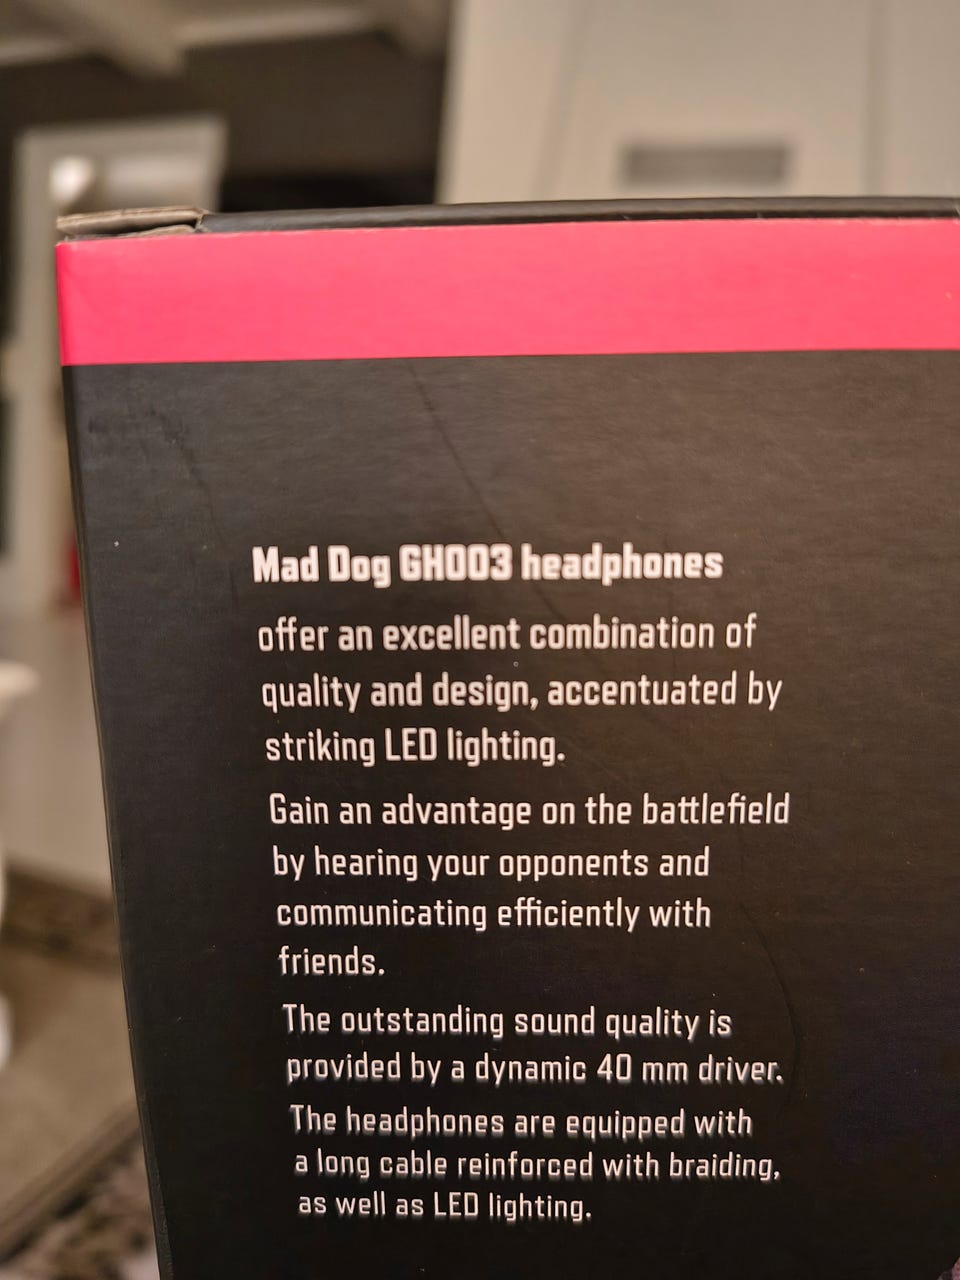 Mad Dog GH003 headphones
offer an excellent combination of
quality and design, accentuated by
striking LED lighting.
Gain an advantage on the battlefield
by hearing your opponents and
communicating efficiently with
friends.
The outstanding sound quality is
provided by a dynamic 40 mm driver.
The headphones are equipped with
a long cable reinforced with braiding,
as well as LED lighting.